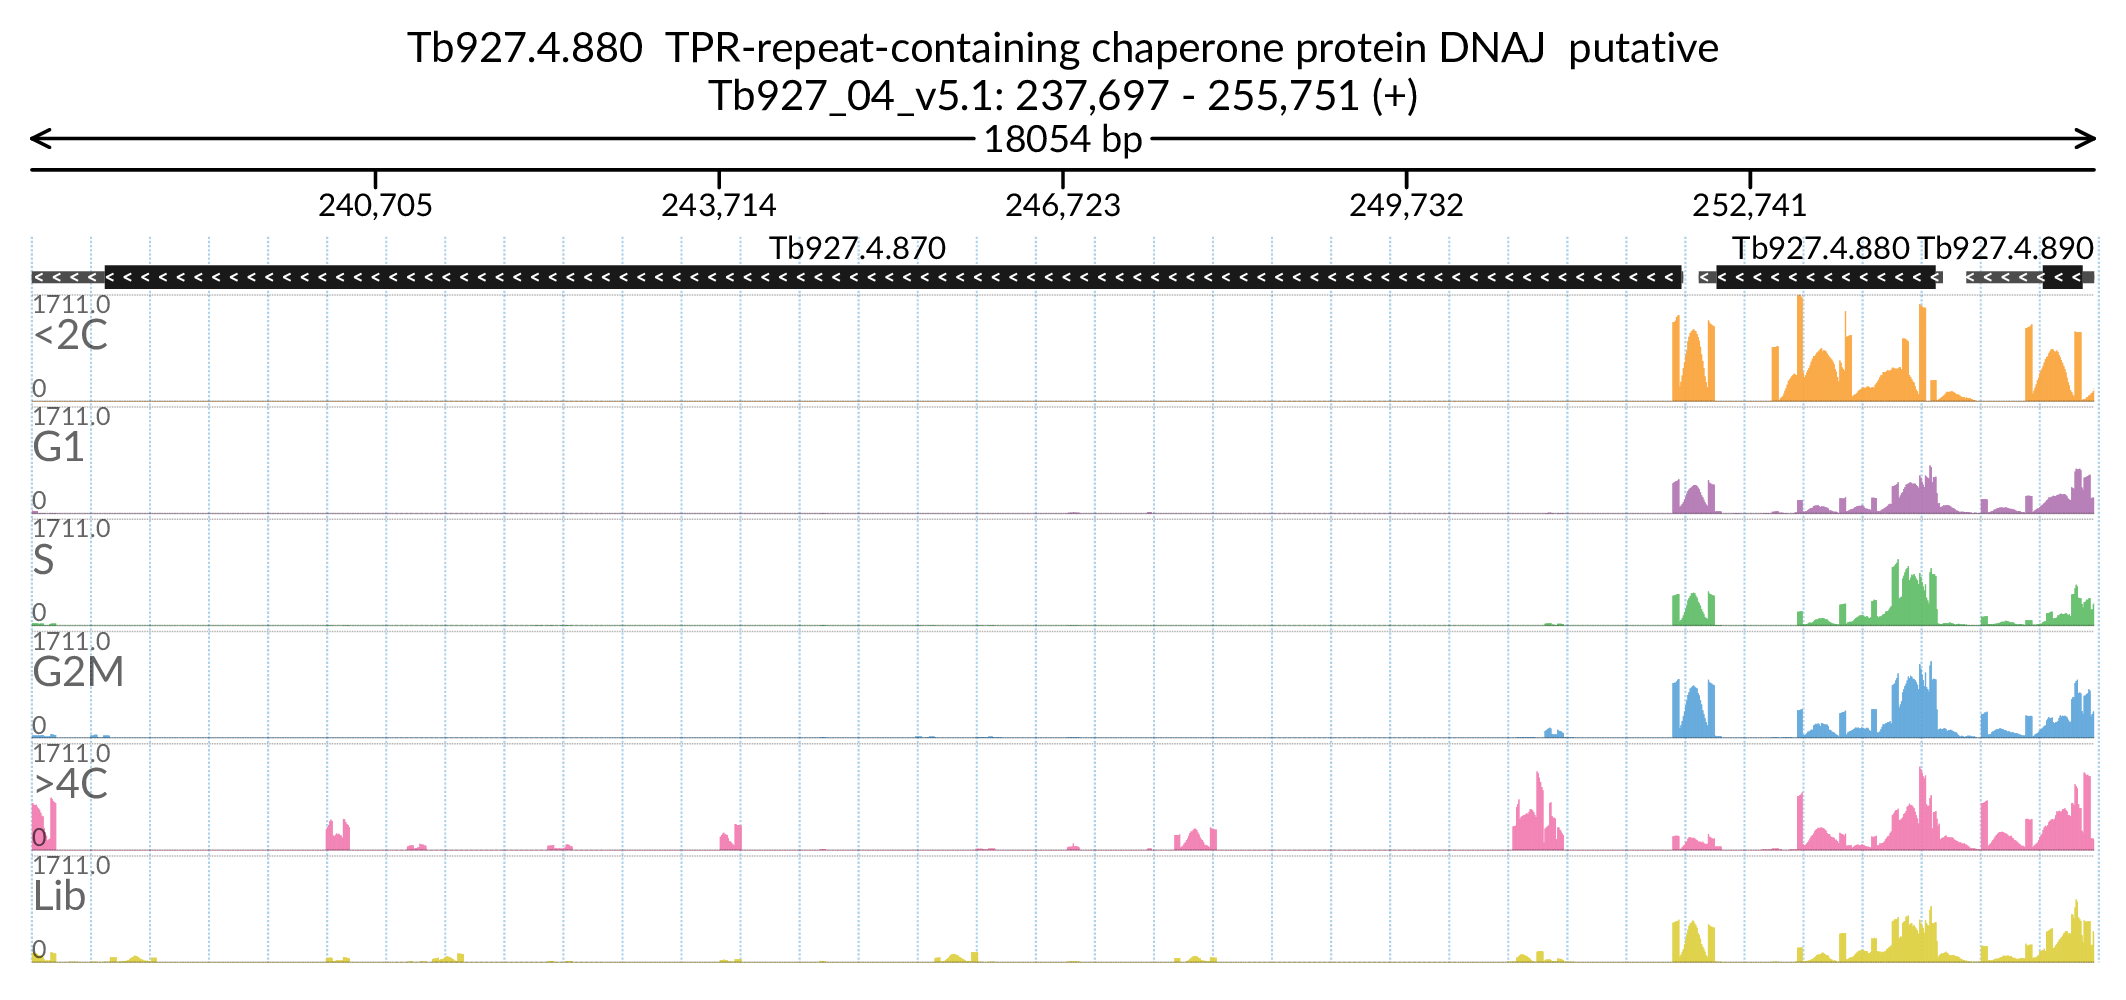 Tb927.4.880  TPR-repeat-containing chaperone protein DNAJ  putative
Tb927_04_v5.1: 237,697 - 255,751 (+)
18054 bp
240,705 243,714 246,723 249,732 252,741
Tb927.4.870 Tb927.4.880 Tb927.4.890
1711.0
<2C
0
1711.0
G1
0
1711.0
S
0
1711.0
G2M
0
1711.0
>4C
0
1711.0
Lib
0